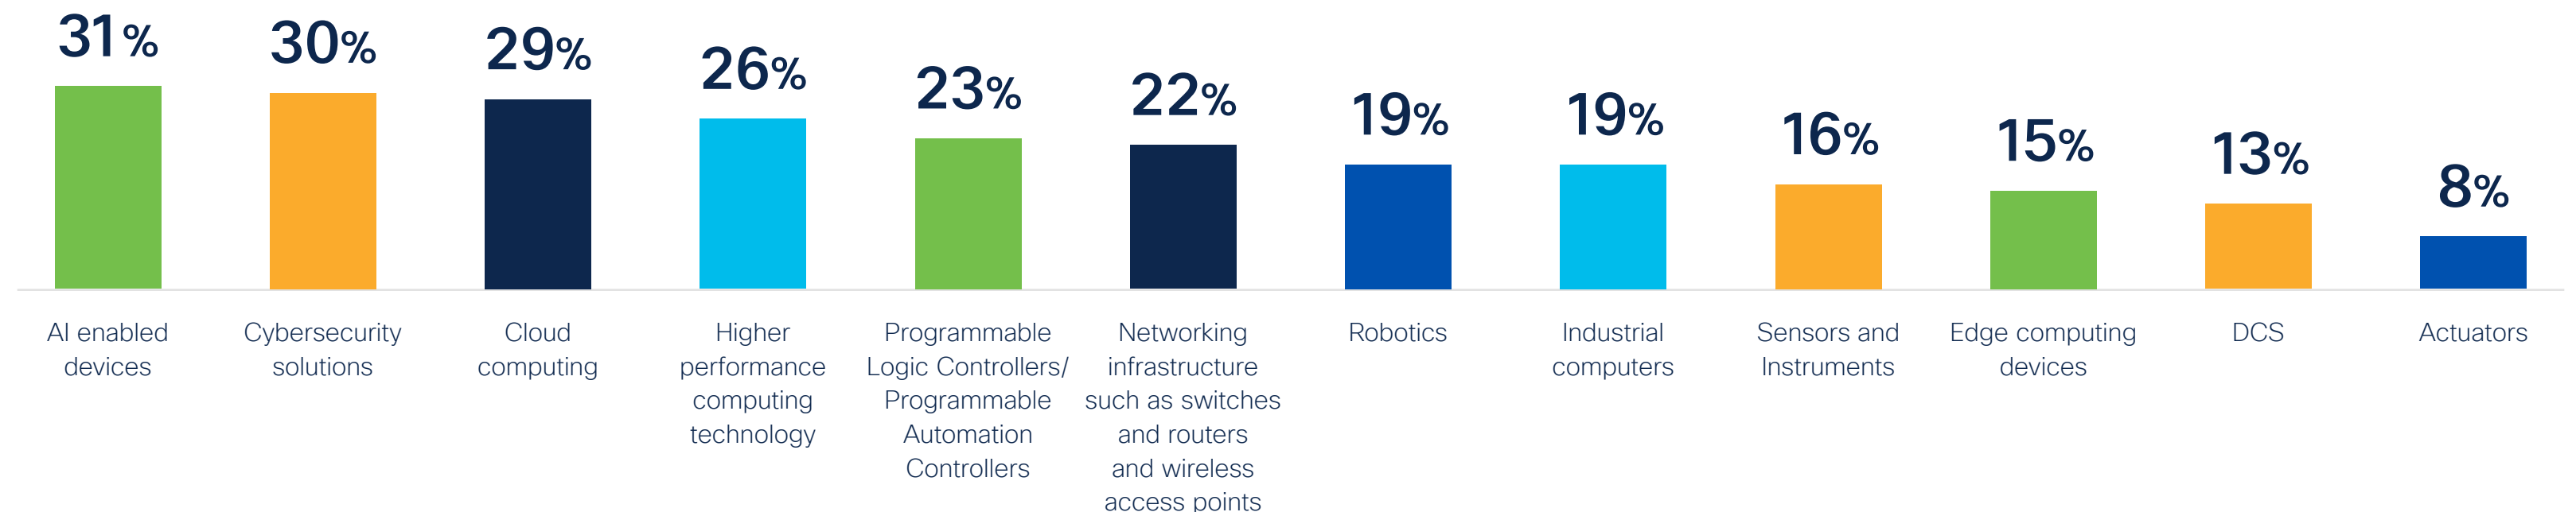 31%
30%
29%
26%
23%
22%
19%
19%
16%
15%
13%
8%
AI enabled
devices
Cybersecurity
solutions
Cloud
computing
Higher
performance
computing
technology
Programmable
Logic Controllers/
Programmable
Automation
Controllers
Networking
infrastructure
such as switches
and routers
and wireless
access points
Robotics
Industrial
computers
Sensors and
Instruments
Edge computing
devices
DCS
Actuators